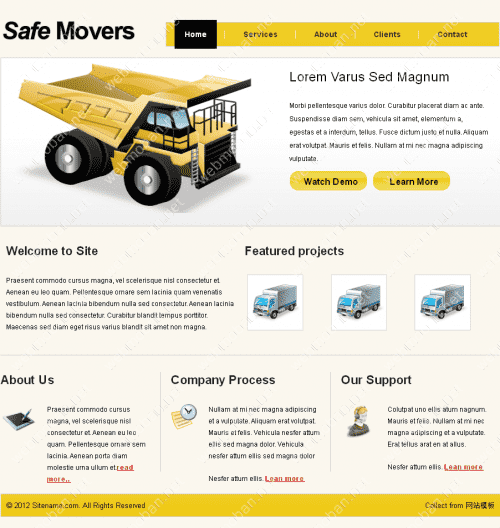 Safe Movers
Home Services About Clients Contact
Lorem Varus Sed Magnum
Morbi pellentesque varius dolor. Curabitur placerat diam ac ante.
Suspendisse diam sem, vehicula sit amet, elementum a,
egestas et a interdum, tellus. Fusce dictum justo et nulla. Aliquam
erat volutpat. Mauris et felis. Nullam at mi nec magna adipiscing
vulputate.
Watch Demo Learn More
Welcome to Site
Praesent commodo cursus magna, vel scelerisque nisl consectetur et.
Aenean eu leo quam. Pellentesque ornare sem lacinia quam venenatis
vestibulum. Aenean lacinia bibendum nulla sed consectetur. Aenean lacinia
bibendum nulla sed consectetur. Curabitur blandit tempus porttitor.
Maecenas sed diam eget risus varius blandit sit amet non magna.
Featured projects
About Us
Praesent commodo cursus
magna, vel scelerisque nisl
consectetur et. Aenean eu leo
quam. Pellentesque ornare sem
lacinia quam. Aenean porta diam
molestie urna ullum et.read
more...
Company Process
Nullam at mi nec magna adipiscing
et a vulputate. Aliquam erat volutpat.
Mauris et felis. Vehicula nesfer attum
ellis sed magna dolor. Vehicula
nesfer attum ellis sed magna dolor
Nesfer attum ellis. Learn more
Our Support
Colutpat uno ellis atum nagnum.
Mauris et felis. Nullam at mi nec
magna adipiscing et a vulputate.
Erat tellus arat en at allus.
Nesfer attum ellis. Learn more
© 2012 Sitename.com. All Rights Reserved
Collect from 网站模板